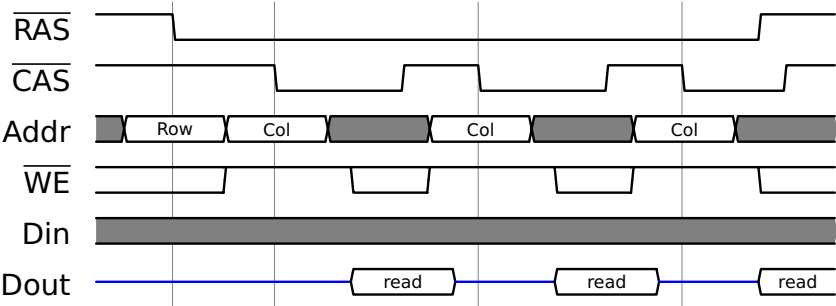 RAS
CAS
Addr Row Col Col Col
WE
Din
Dout read read read